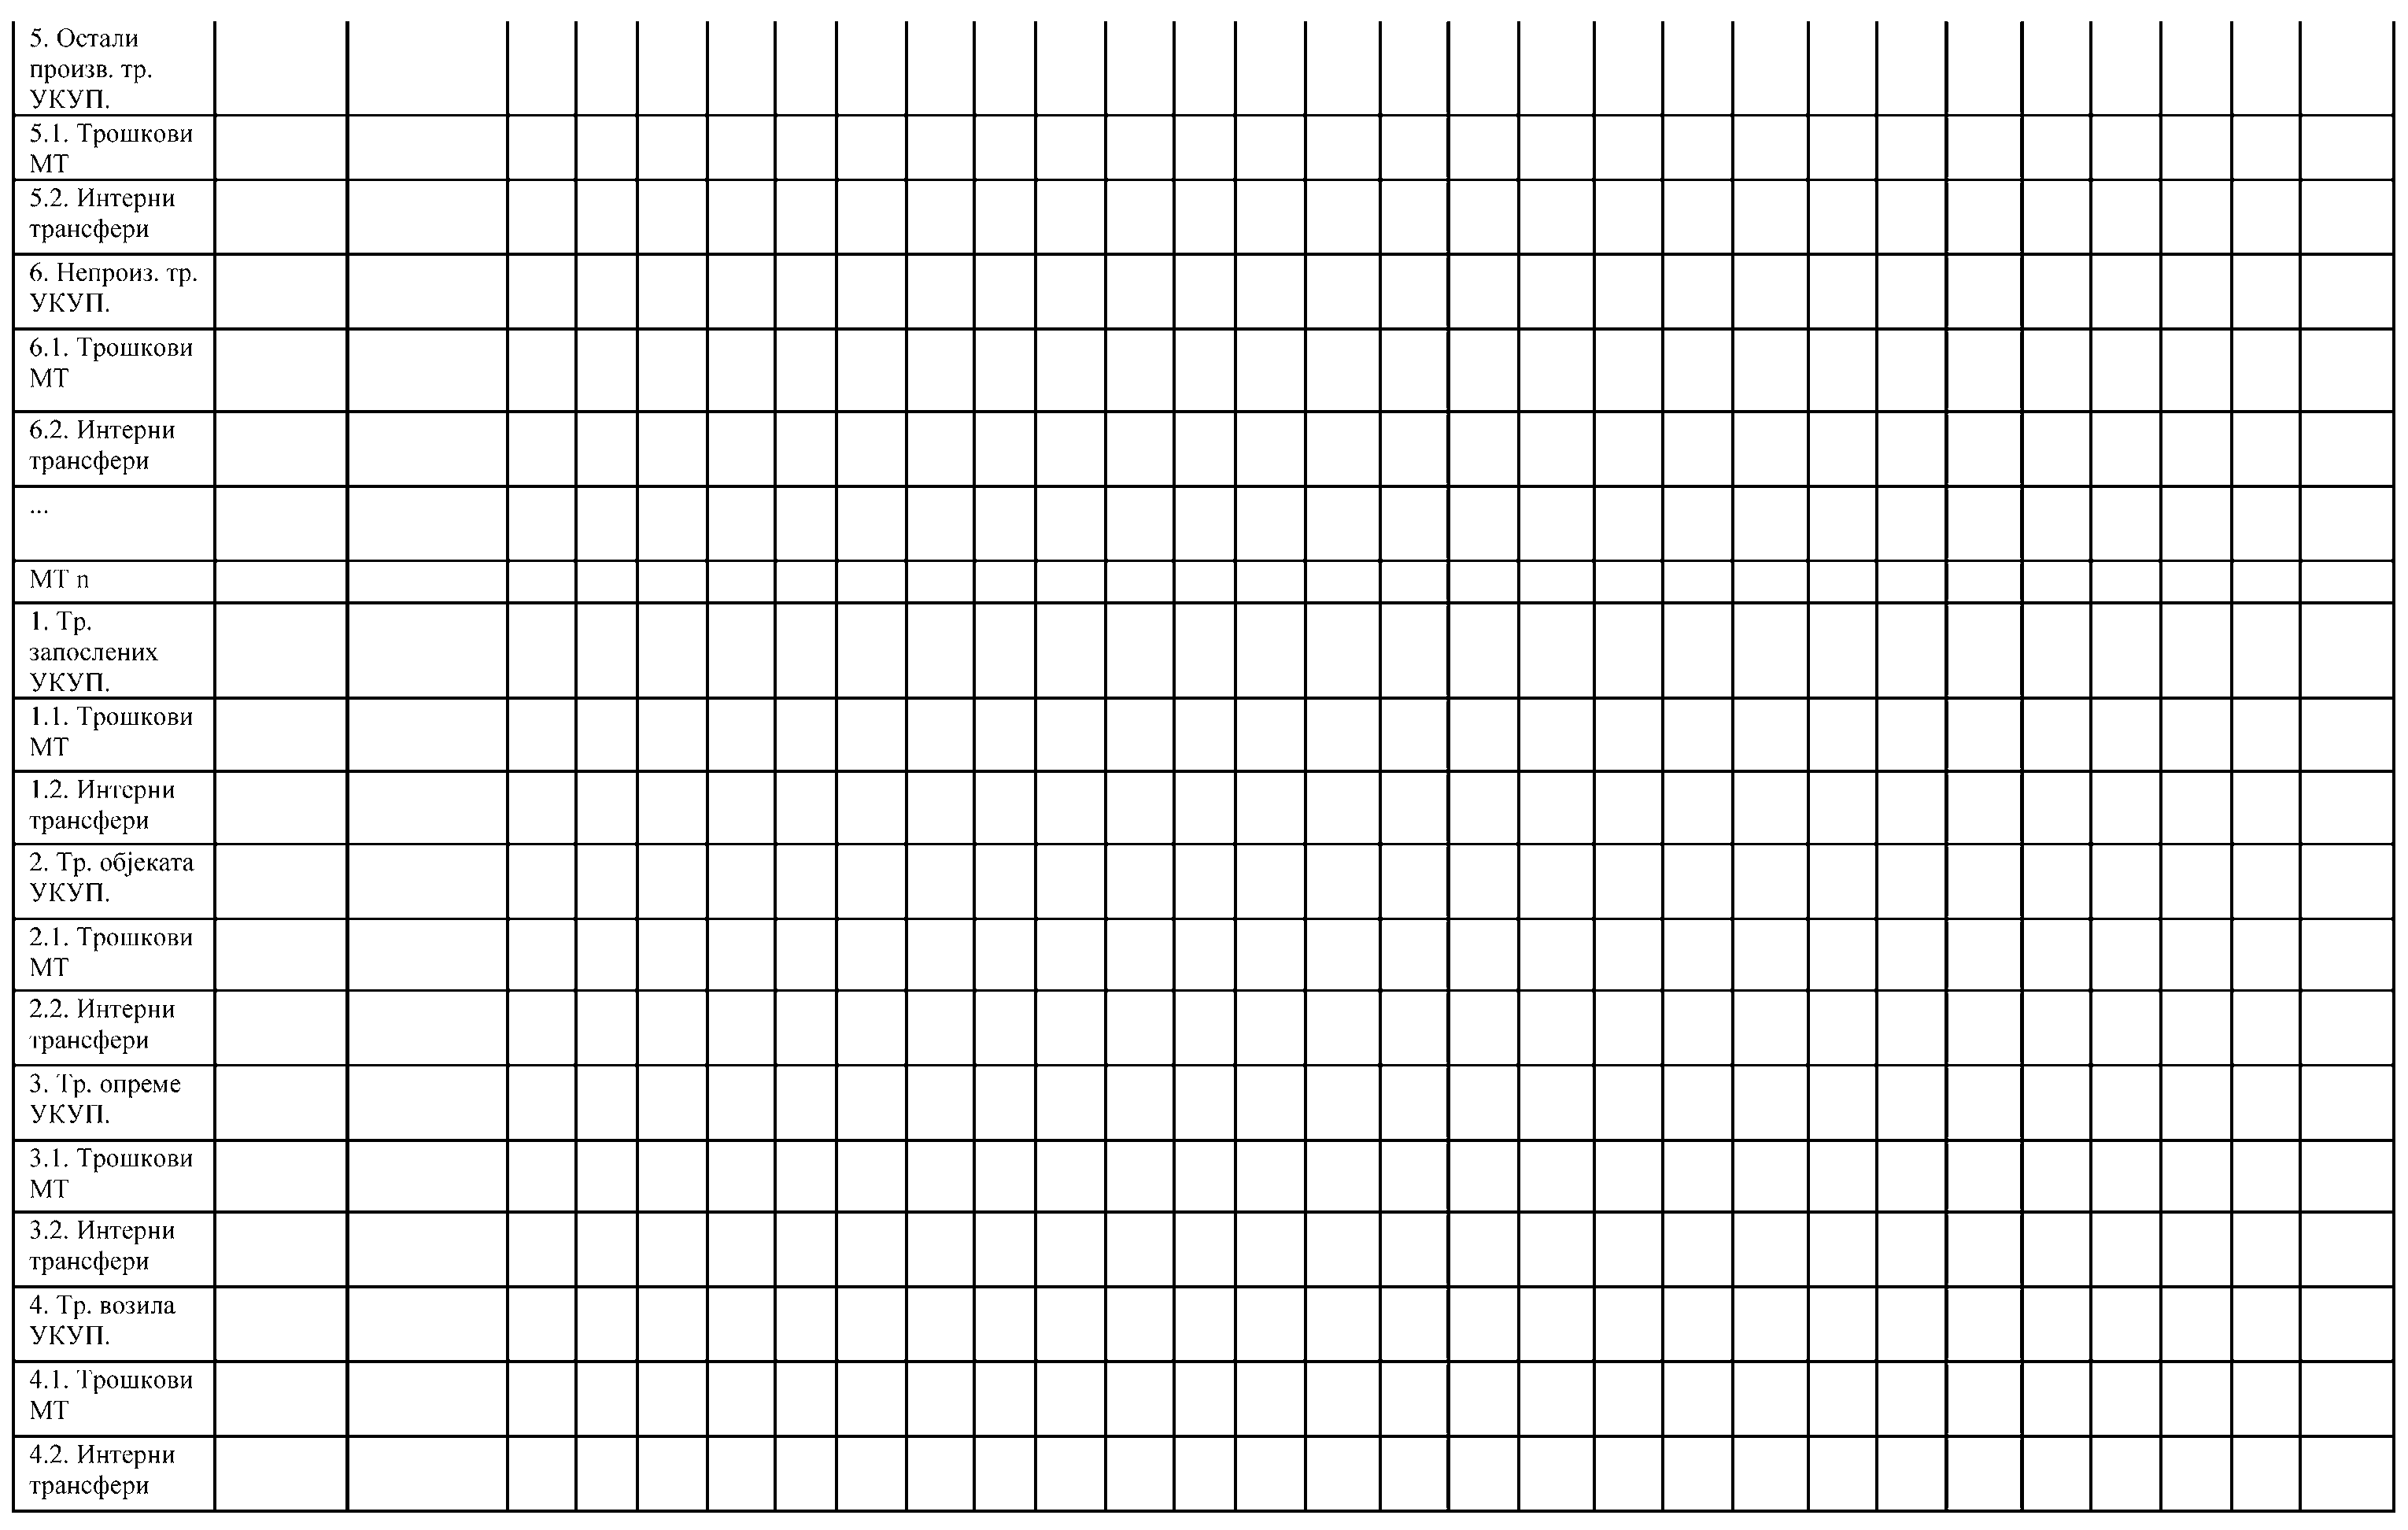 5. Остали
произв. тр.
УКУП.
5.1. Трошкови
МТ
5.2. Интерни
трансфери
6. Непроиз. тр.
УКУП.
6.1. Трошкови
МТ
6.2. Интерни
трансфери
...
МТ n
1. Тр.
запослених
УКУП.
1.1. Трошкови
МТ
1.2. Интерни
трансфери
2. Тр. објеката
УКУП.
2.1. Трошкови
МТ
2.2. Интерни
трансфери
3. Тр. опреме
УКУП.
3.1. Трошкови
МТ
3.2. Интерни
трансфери
4. Тр. возила
УКУП.
4.1. Трошкови
МТ
4.2. Интерни
трансфери